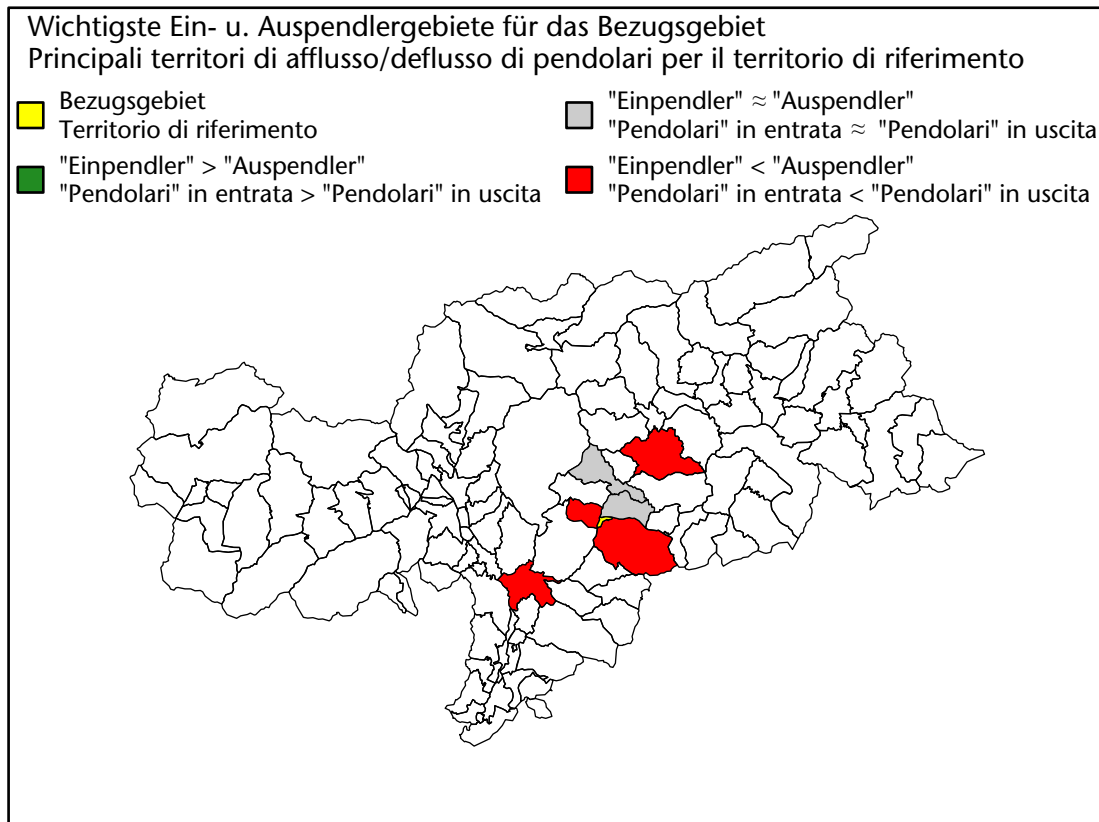 Wichtigste Ein- u. Auspendlergebiete für das Bezugsgebiet
Principali territori di afflusso/deflusso di pendolari per il territorio di riferimento
Bezugsgebiet
Territorio di riferimento
"Einpendler" > "Auspendler"
"Pendolari" in entrata > "Pendolari" in uscita
"Einpendler" ≈ "Auspendler"
"Pendolari" in entrata ≈ "Pendolari" in uscita
"Einpendler" < "Auspendler"
"Pendolari" in entrata < "Pendolari" in uscita